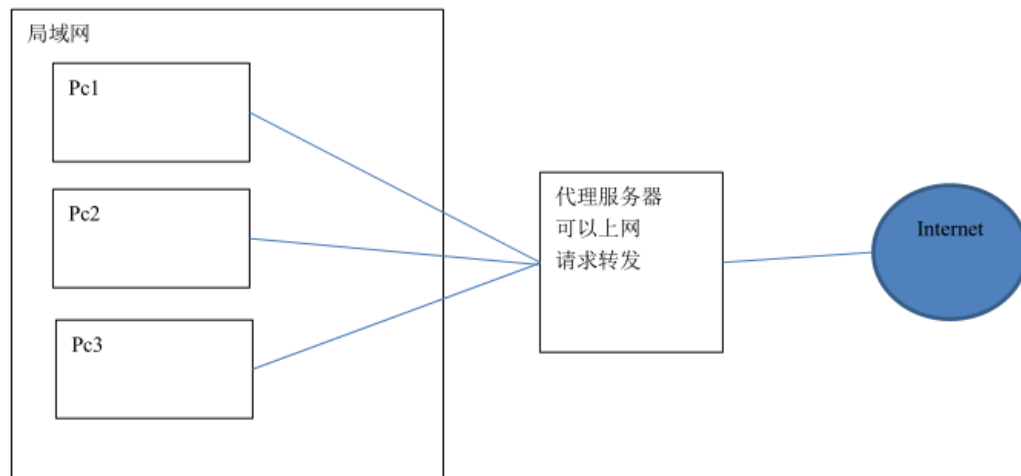 局域网
Pc1
Pc2
Pc3
代理服务器
可以上网
请求转发
Internet